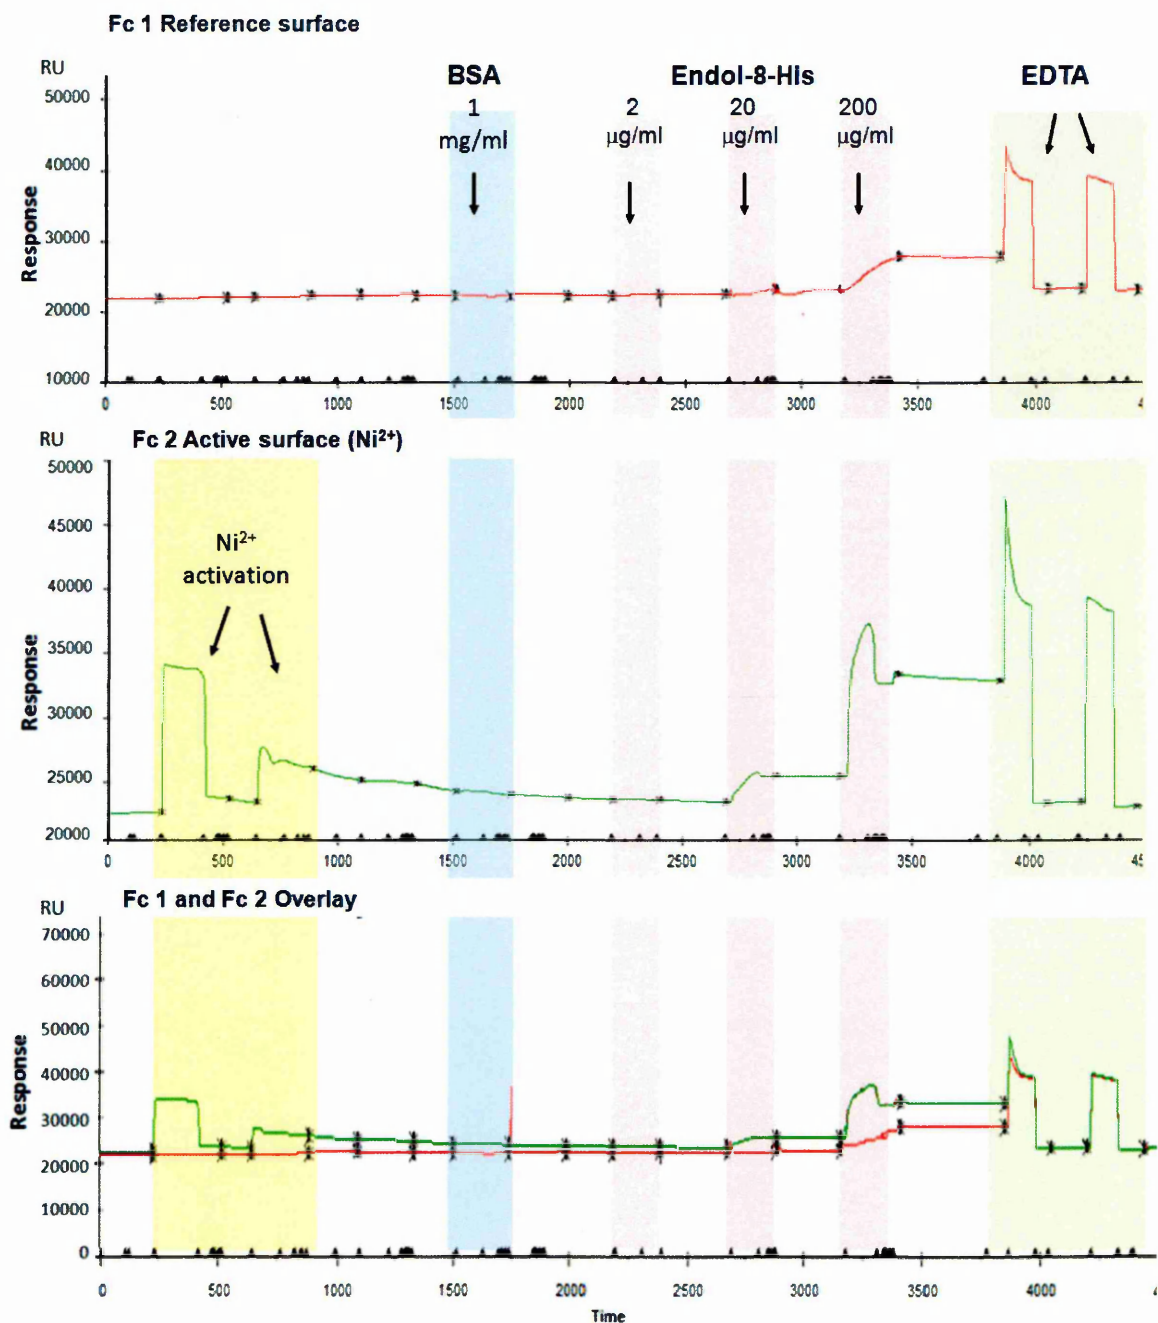 Fc 1 Reference surface
RU
BSA
Endol-8-His
EDTA
1
mg/ml
2
µg/ml
20
µg/ml
200
µg/ml
50000
40000
30000
20000
10000
Response
0 500 1000 1500 2000 2500 3000 3500 4000 4
RU
Fc 2 Active surface (Ni²⁺)
50000
45000
40000
35000
30000
25000
20000
Response
Ni²⁺
activation
0 500 1000 1500 2000 2500 3000 3500 4000 45
Fc 1 and Fc 2 Overlay
RU
70000
60000
50000
40000
30000
20000
10000
0
Response
0 500 1000 1500 2000 2500 3000 3500 4000
Time